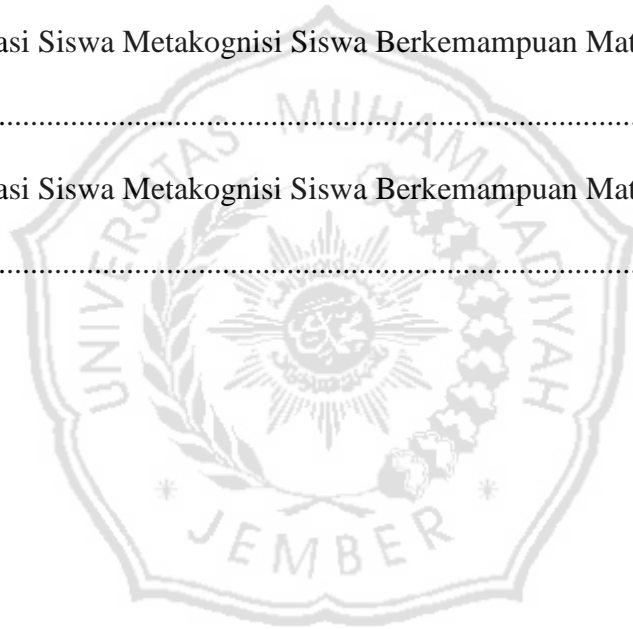 asi Siswa Metakognisi Siswa Berkemampuan Mat
................................................................................
asi Siswa Metakognisi Siswa Berkemampuan Mat
................................................................................
UNIVERSITAS MUHAMMADIYAH
JEMBER